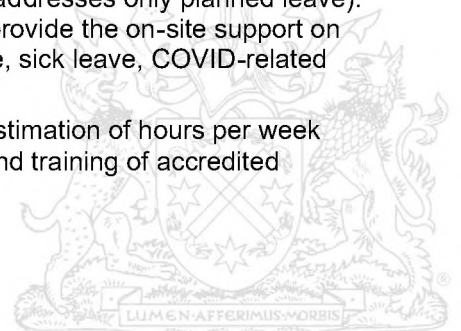 addresses only planned leave).
rovide the on-site support on
e, sick leave, COVID-related
stimation of hours per week
nd training of accredited
LUMEN·AFFERIMUS·MORBIS
®